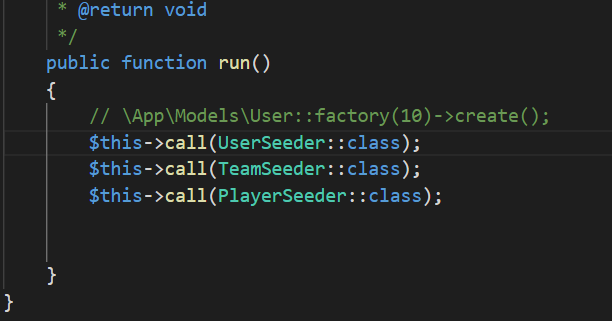 * @return void
*/
public function run()
{
// \App\Models\User::factory(10)->create();
$this->call(UserSeeder::class);
$this->call(TeamSeeder::class);
$this->call(PlayerSeeder::class);
}
}